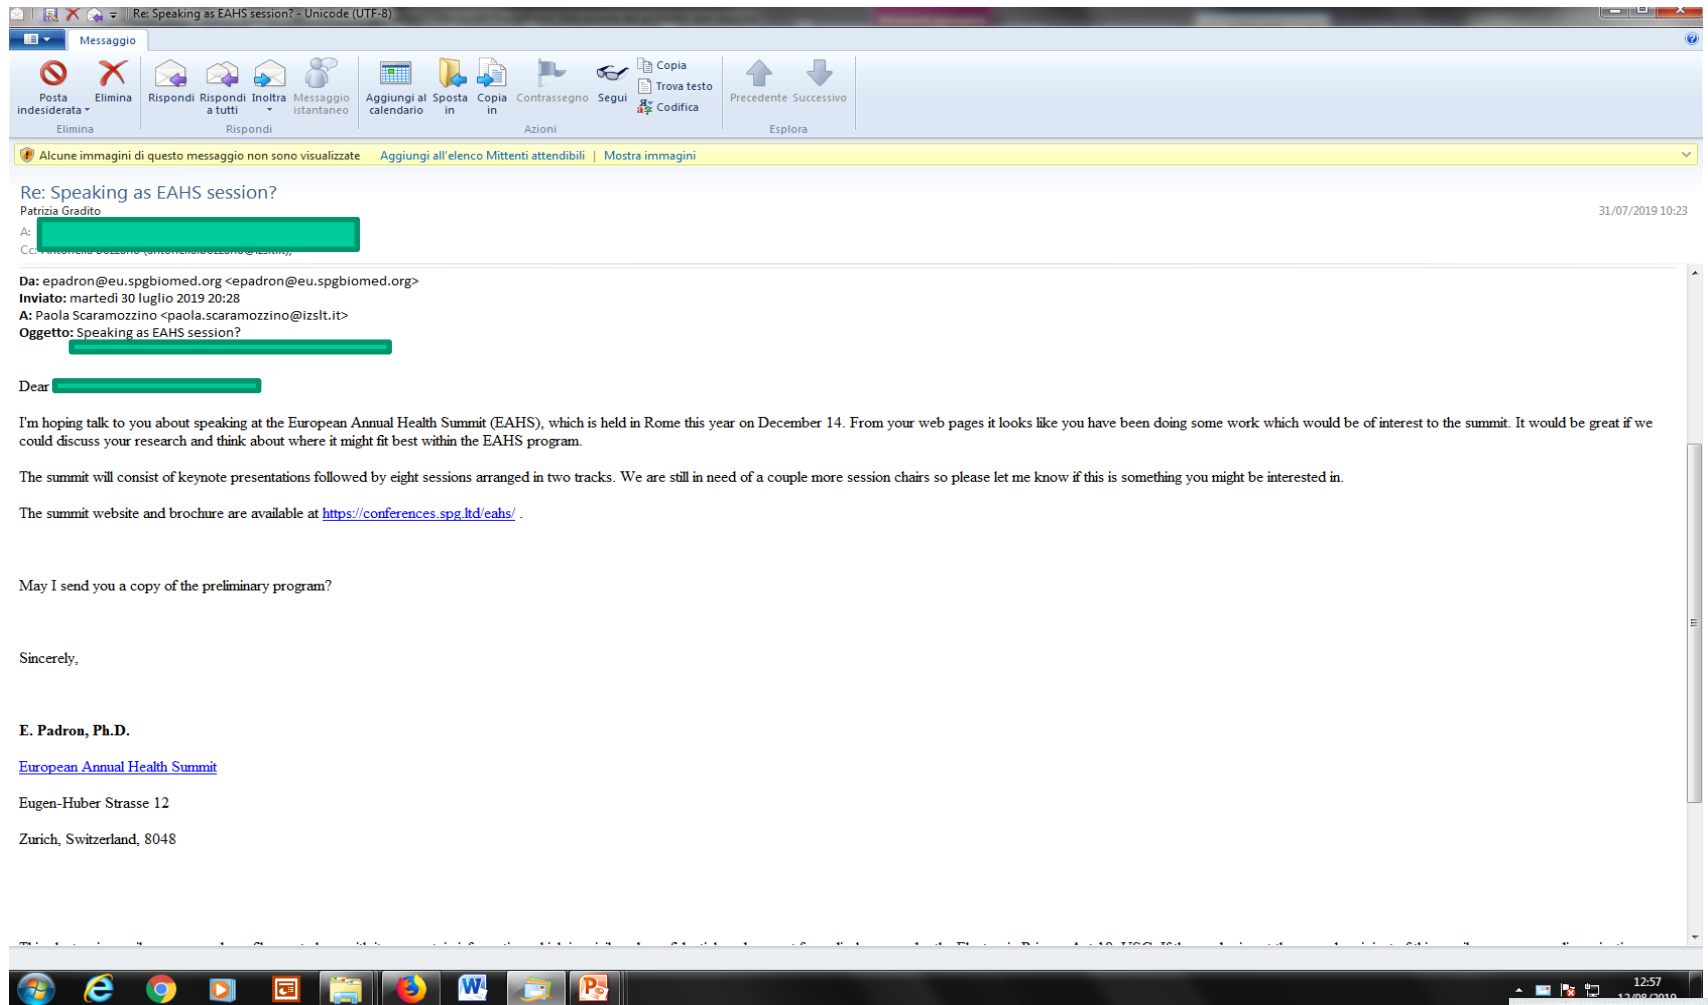 Re: Speaking as EAHS session? - Unicode (UTF-8)
Messaggio
Posta indesiderata
Elimina
Rispondi
Rispondi a tutti
Inoltra
Messaggio istantaneo
Aggiungi al calendario
Sposta in
Copia in
Contrassegno
Segui
Copia
Trova testo
Codifica
Precedente
Successivo
Elimina
Rispondi
Azioni
Esplora
Alcune immagini di questo messaggio non sono visualizzate Aggiungi all'elenco Mittenti attendibili | Mostra immagini
Re: Speaking as EAHS session?
Patrizia Gradito
31/07/2019 10:23
A:
Cc:
Da: epadron@eu.spgbiomed.org <epadron@eu.spgbiomed.org>
Inviato: martedì 30 luglio 2019 20:28
A: Paola Scaramozzino <paola.scaramozzino@izslt.it>
Oggetto: Speaking as EAHS session?
Dear
I'm hoping talk to you about speaking at the European Annual Health Summit (EAHS), which is held in Rome this year on December 14. From your web pages it looks like you have been doing some work which would be of interest to the summit. It would be great if we
could discuss your research and think about where it might fit best within the EAHS program.
The summit will consist of keynote presentations followed by eight sessions arranged in two tracks. We are still in need of a couple more session chairs so please let me know if this is something you might be interested in.
The summit website and brochure are available at https://conferences.spg.ltd/eahs/ .
May I send you a copy of the preliminary program?
Sincerely,
E. Padron, Ph.D.
European Annual Health Summit
Eugen-Huber Strasse 12
Zurich, Switzerland, 8048
12:57